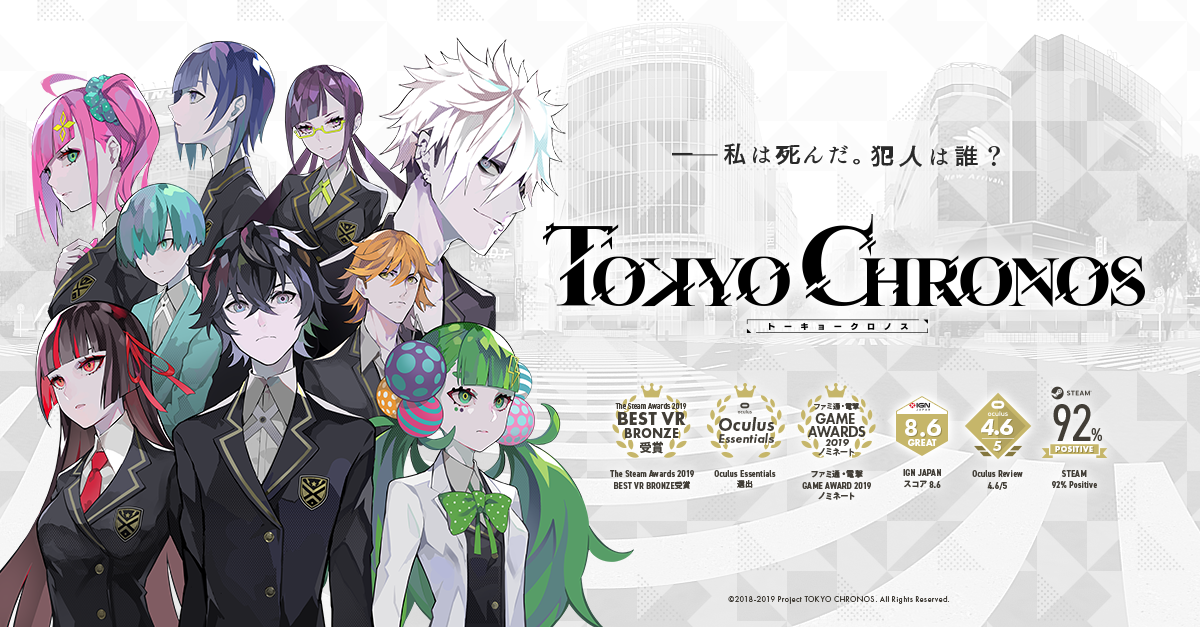 ——私は死んだ。犯人は誰?
TOKYO CHRONOS
トーキョークロノス
The Steam Awards 2019
BEST VR
BRONZE
受賞
The Steam Awards 2019
BEST VR BRONZE受賞
oculus
Oculus
Essentials
Oculus Essentials
選出
ファミ通・電撃
GAME
AWARDS
2019
ノミネート
ファミ通・電撃
GAME AWARD 2019
ノミネート
IGN
JAPAN
8.6
GREAT
IGN JAPAN
スコア 8.6
oculus
4.6
5
Oculus Review
4.6/5
STEAM
92%
POSITIVE
STEAM
92% Positive
New Arrivals
©2018-2019 Project TOKYO CHRONOS. All Rights Reserved.